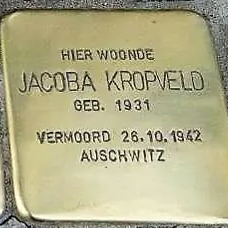 HIER WOONDE
JACOBA KROPVELD
GEB. 1931
VERMOORD 26.10.1942
AUSCHWITZ